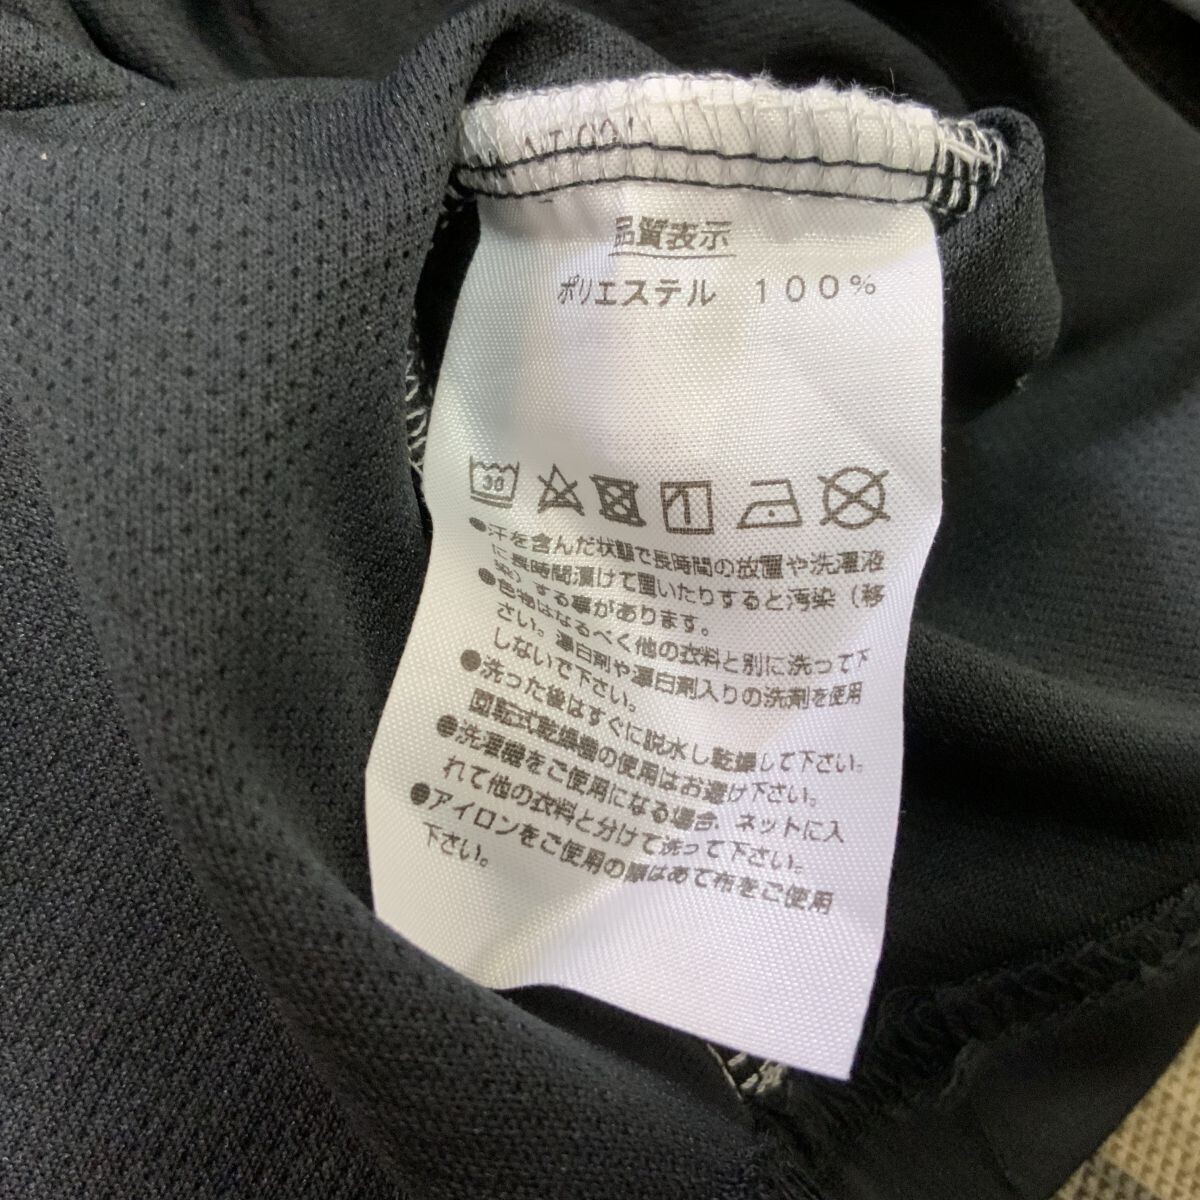 品質表示
ポリエステル 100%
30
●汗を含んだ状態で長時間の放置や洗濯液
に長時間漬けて置いたりすると汚染(移
染)する事があります。
●色物はなるべく他の衣料と別に洗って下
さい。漂白剤や漂白剤入りの洗剤を使用
しないで下さい。
●洗った後はすぐに脱水し乾燥して下さい。
回転式乾燥機の使用はお避け下さい。
●洗濯機をご使用になる場合、ネットに入
れて他の衣料と分けて洗って下さい。
●アイロンをご使用の際はあて布をご使用
下さい。